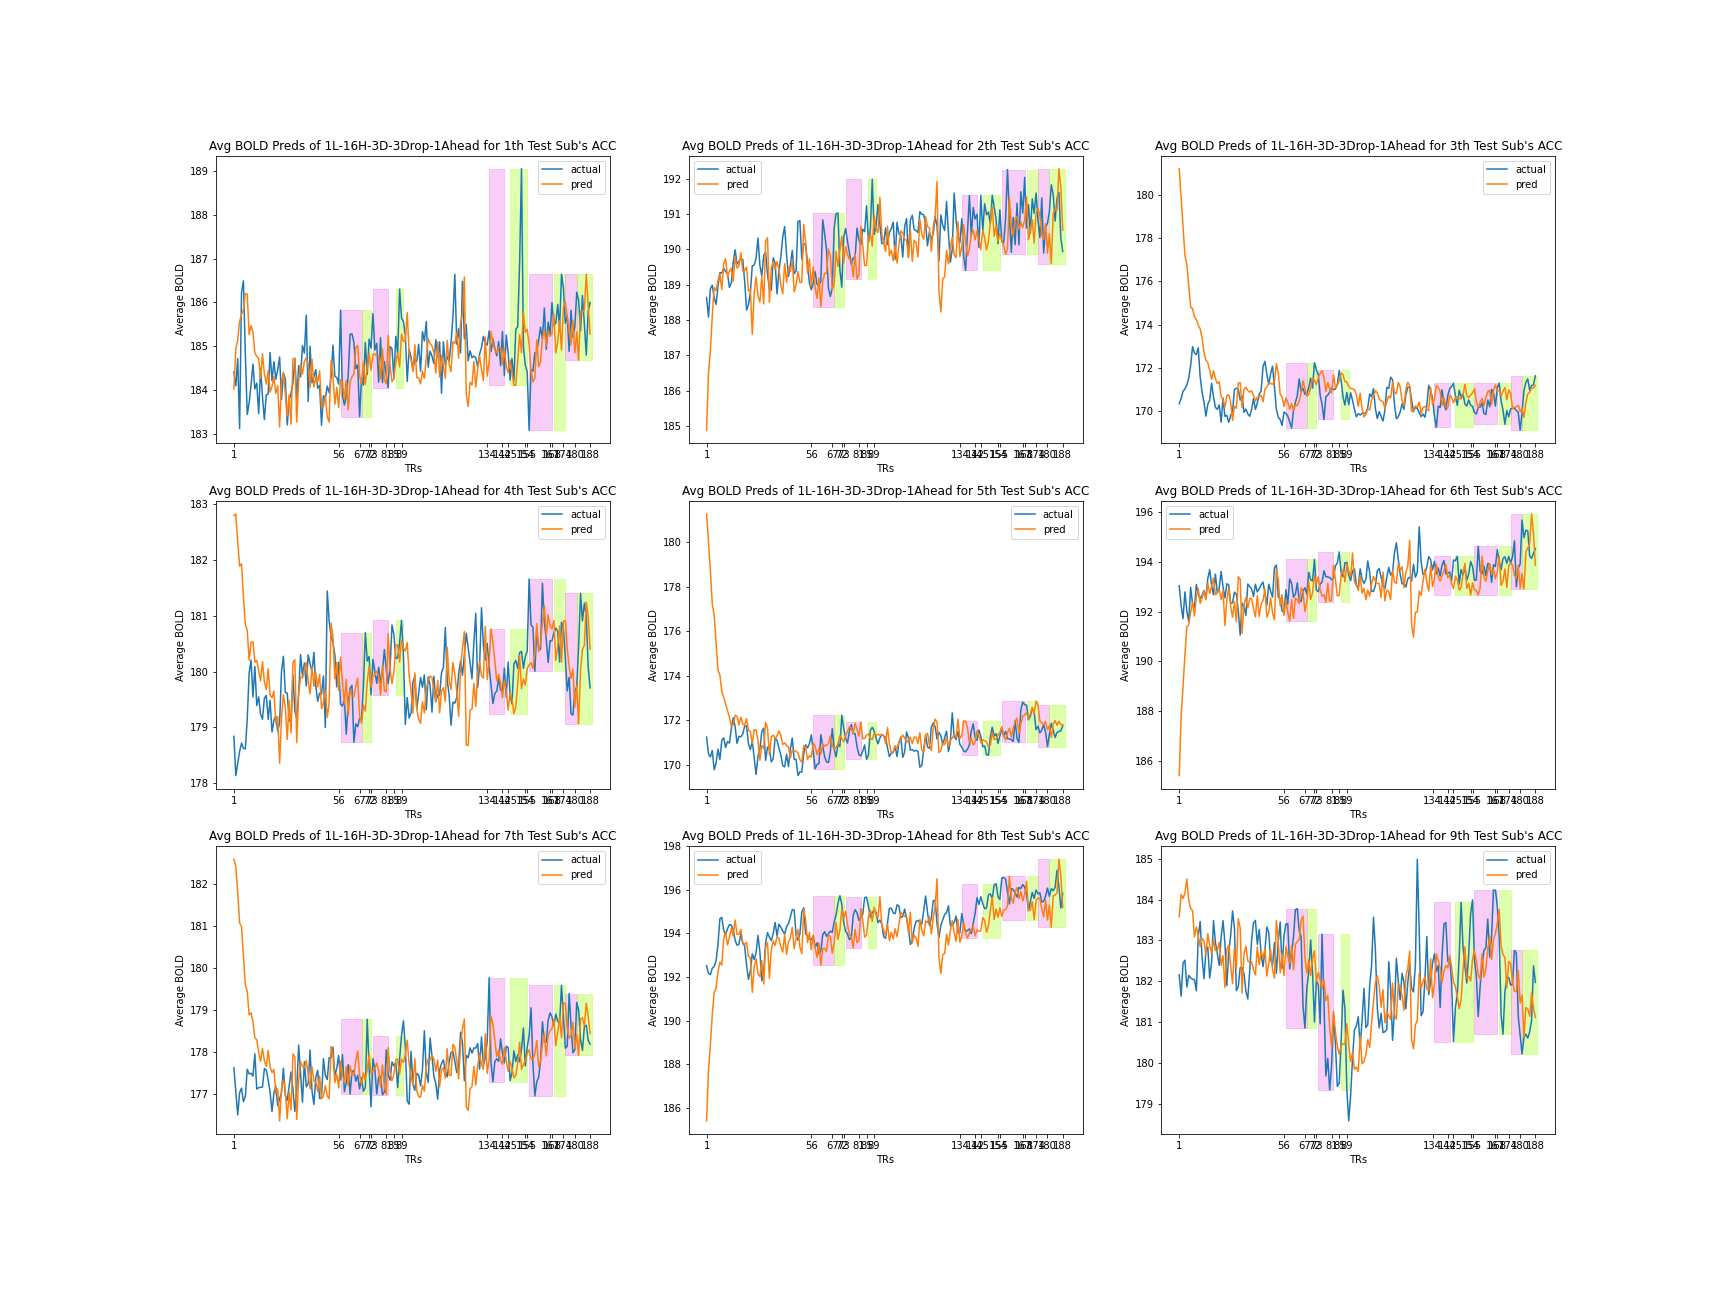 Avg BOLD Preds of 1L-16H-3D-3Drop-1Ahead for 1th Test Sub's ACC
189
188
187
186
185
184
183
Average BOLD
actual
pred
1 56
TRs
Avg BOLD Preds of 1L-16H-3D-3Drop-1Ahead for 2th Test Sub's ACC
192
191
190
189
188
187
186
185
Average BOLD
actual
pred
1 56
TRs
Avg BOLD Preds of 1L-16H-3D-3Drop-1Ahead for 3th Test Sub's ACC
180
178
176
174
172
170
Average BOLD
actual
pred
1 56
TRs
Avg BOLD Preds of 1L-16H-3D-3Drop-1Ahead for 4th Test Sub's ACC
183
182
181
180
179
178
Average BOLD
actual
pred
1 56
TRs
Avg BOLD Preds of 1L-16H-3D-3Drop-1Ahead for 5th Test Sub's ACC
180
178
176
174
172
170
Average BOLD
actual
pred
1 56
TRs
Avg BOLD Preds of 1L-16H-3D-3Drop-1Ahead for 6th Test Sub's ACC
196
194
192
190
188
186
Average BOLD
actual
pred
1 56
TRs
Avg BOLD Preds of 1L-16H-3D-3Drop-1Ahead for 7th Test Sub's ACC
182
181
180
179
178
177
Average BOLD
actual
pred
1 56
TRs
Avg BOLD Preds of 1L-16H-3D-3Drop-1Ahead for 8th Test Sub's ACC
198
196
194
192
190
188
186
Average BOLD
actual
pred
1 56
TRs
Avg BOLD Preds of 1L-16H-3D-3Drop-1Ahead for 9th Test Sub's ACC
185
184
183
182
181
180
179
Average BOLD
actual
pred
1 56
TRs